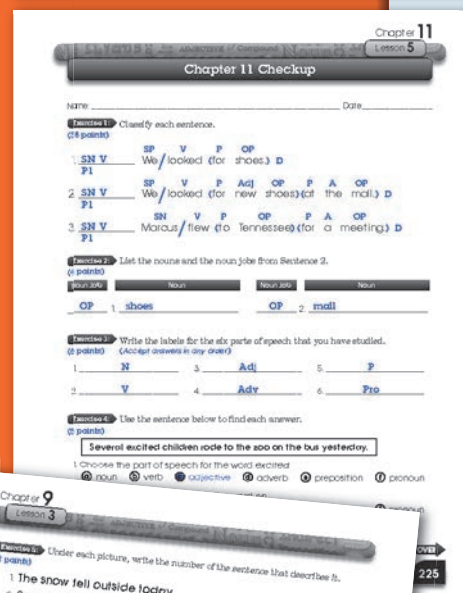 Chapter 11
Lesson 5
Chapter 11 Checkup
Name: Date
Exercise 1: Classify each sentence.
(28 points)
SP V P OP
1. SN V We / looked (for shoes.) D
P1
SP V P Adj OP P A OP
2. SN V We / looked (for new shoes) (at the mall.) D
P1
SN V P OP P A OP
3. SN V Marcus / flew (to Tennessee) (for a meeting.) D
P1
Exercise 2: List the nouns and the noun jobs from Sentence 2.
(4 points)
Noun Job Noun Noun Job Noun
OP 1. shoes OP 2. mall
Exercise 3: Write the labels for the six parts of speech that you have studied.
(6 points) (Accept answers in any order)
1. N 3. Adj 5. P
2. V 4. Adv 6. Pro
Exercise 4: Use the sentence below to find each answer.
Several excited children rode to the zoo on the bus yesterday.
1. Choose the part of speech for the word excited
a noun b verb adjective d adverb e preposition f pronoun
Chapter 9
Lesson 3
Exercise 5: Under each picture, write the number of the sentence that describes it.
points)
1. The snow fell outside today
OVER
225